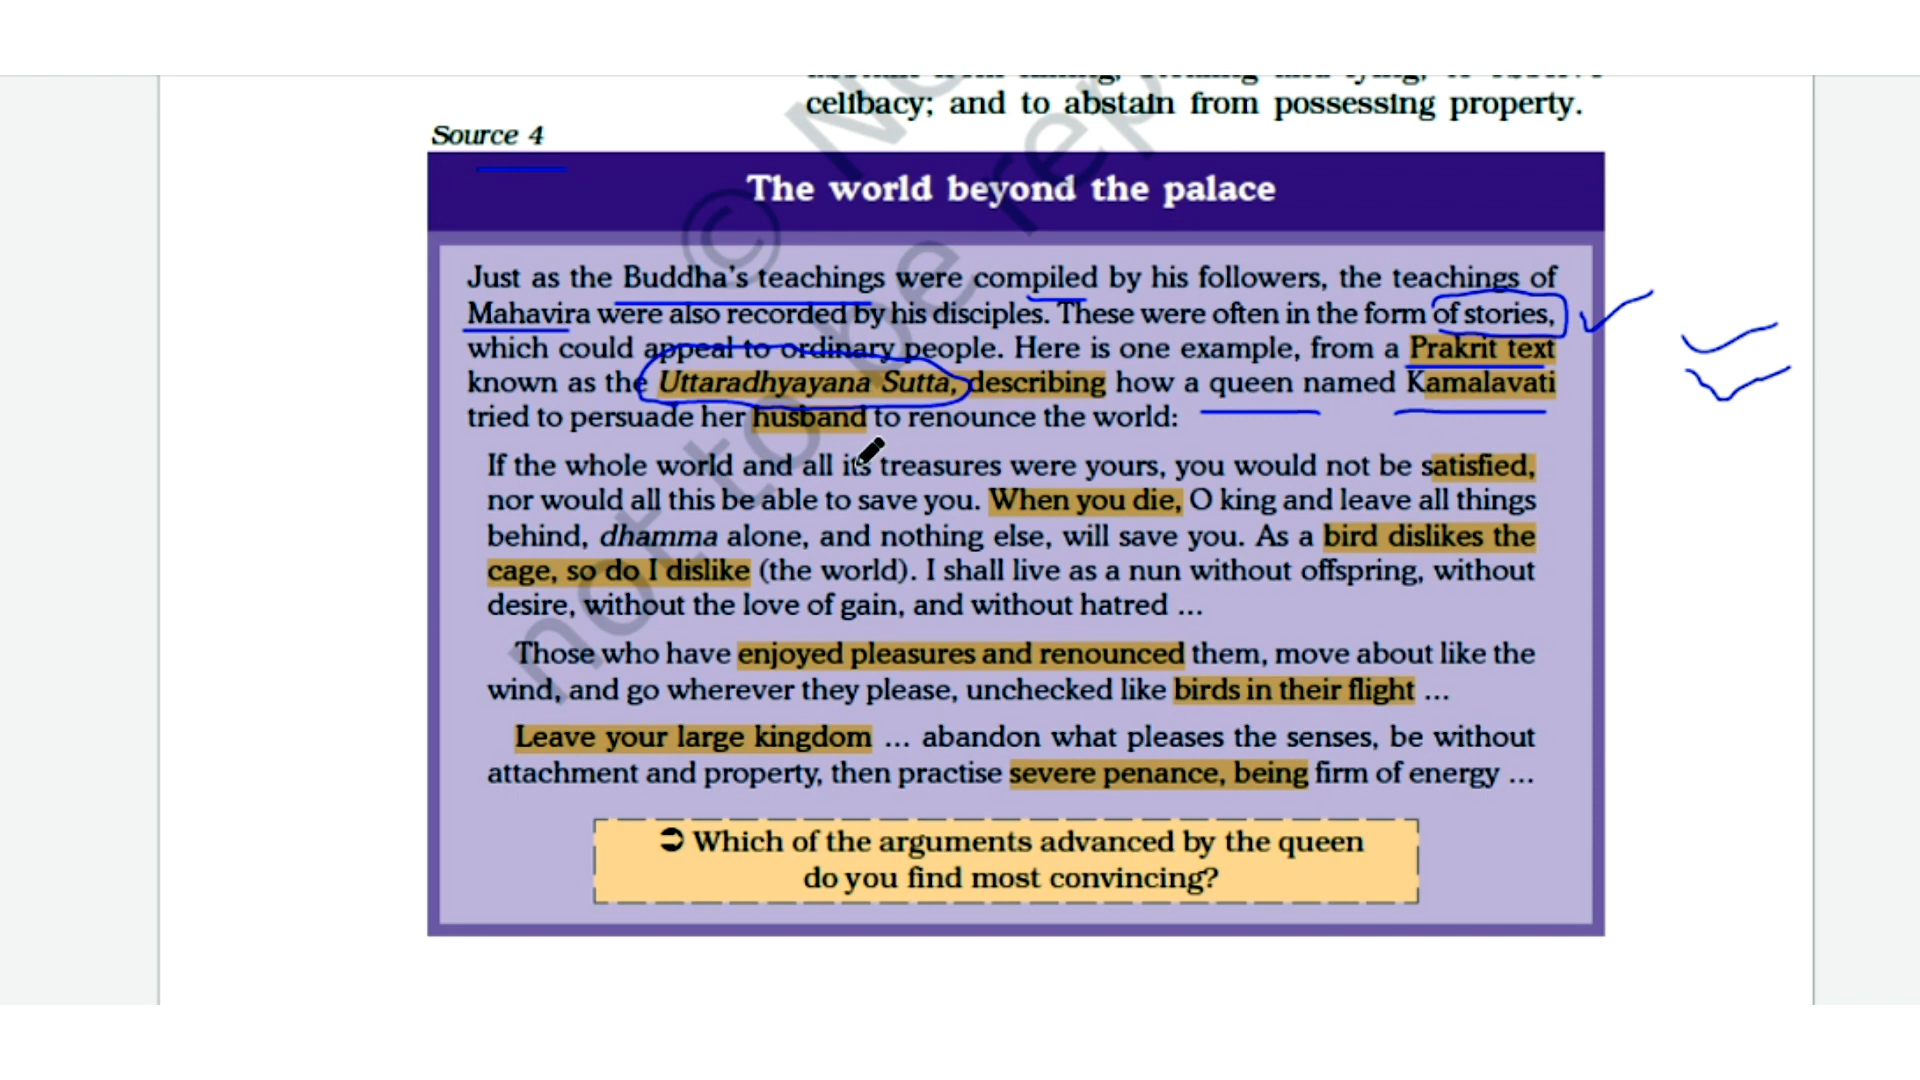 celibacy; and to abstain from possessing property.
Source 4
The world beyond the palace
Just as the Buddha's teachings were compiled by his followers, the teachings of
Mahavira were also recorded by his disciples. These were often in the form of stories,
which could appeal to ordinary people. Here is one example, from a Prakrit text
known as the Uttaradhyayana Sutta, describing how a queen named Kamalavati
tried to persuade her husband to renounce the world:
If the whole world and all its treasures were yours, you would not be satisfied,
nor would all this be able to save you. When you die, O king and leave all things
behind, dhamma alone, and nothing else, will save you. As a bird dislikes the
cage, so do I dislike (the world). I shall live as a nun without offspring, without
desire, without the love of gain, and without hatred ...
Those who have enjoyed pleasures and renounced them, move about like the
wind, and go wherever they please, unchecked like birds in their flight ...
Leave your large kingdom ... abandon what pleases the senses, be without
attachment and property, then practise severe penance, being firm of energy ...
➲ Which of the arguments advanced by the queen
do you find most convincing?
© No
not to be rep